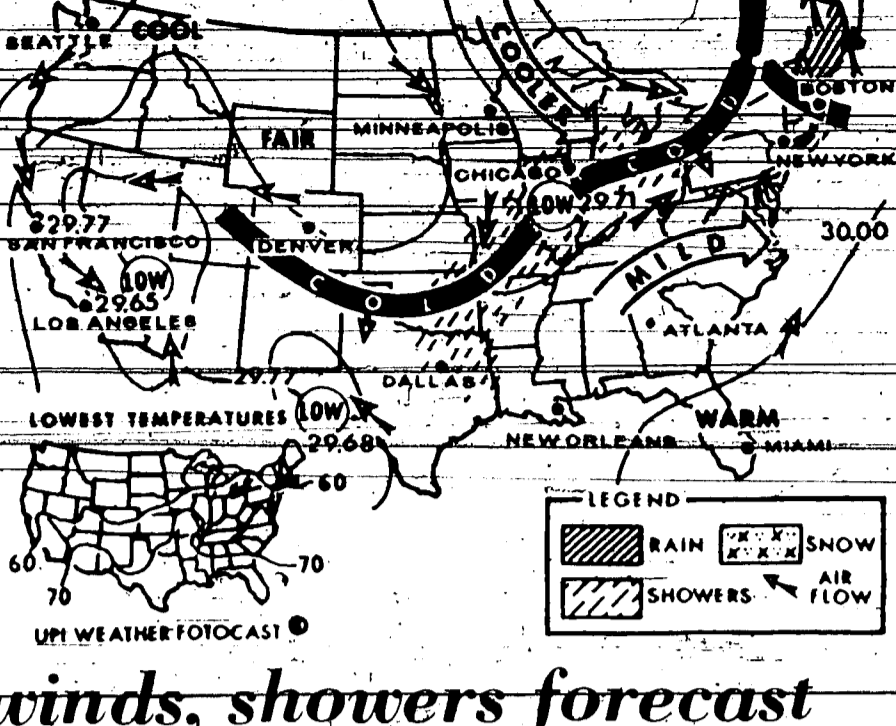 SEATTLE
COOL
COOLER
BOSTON
FAIR
MINNEAPOLIS
COLD
NEW YORK
CHICAGO
LOW 29.71
29.77
SAN FRANCISCO
DENVER
MILD
30.00
LOW
29.65
LOS ANGELES
COLD
ATLANTA
29.77
DALLAS
LOWEST TEMPERATURES
LOW
29.68
WARM
NEW ORLEANS
MIAMI
60
LEGEND
RAIN
SNOW
60
70
70
SHOWERS
AIR
FLOW
UPI WEATHER FOTOCAST
winds, showers forecast